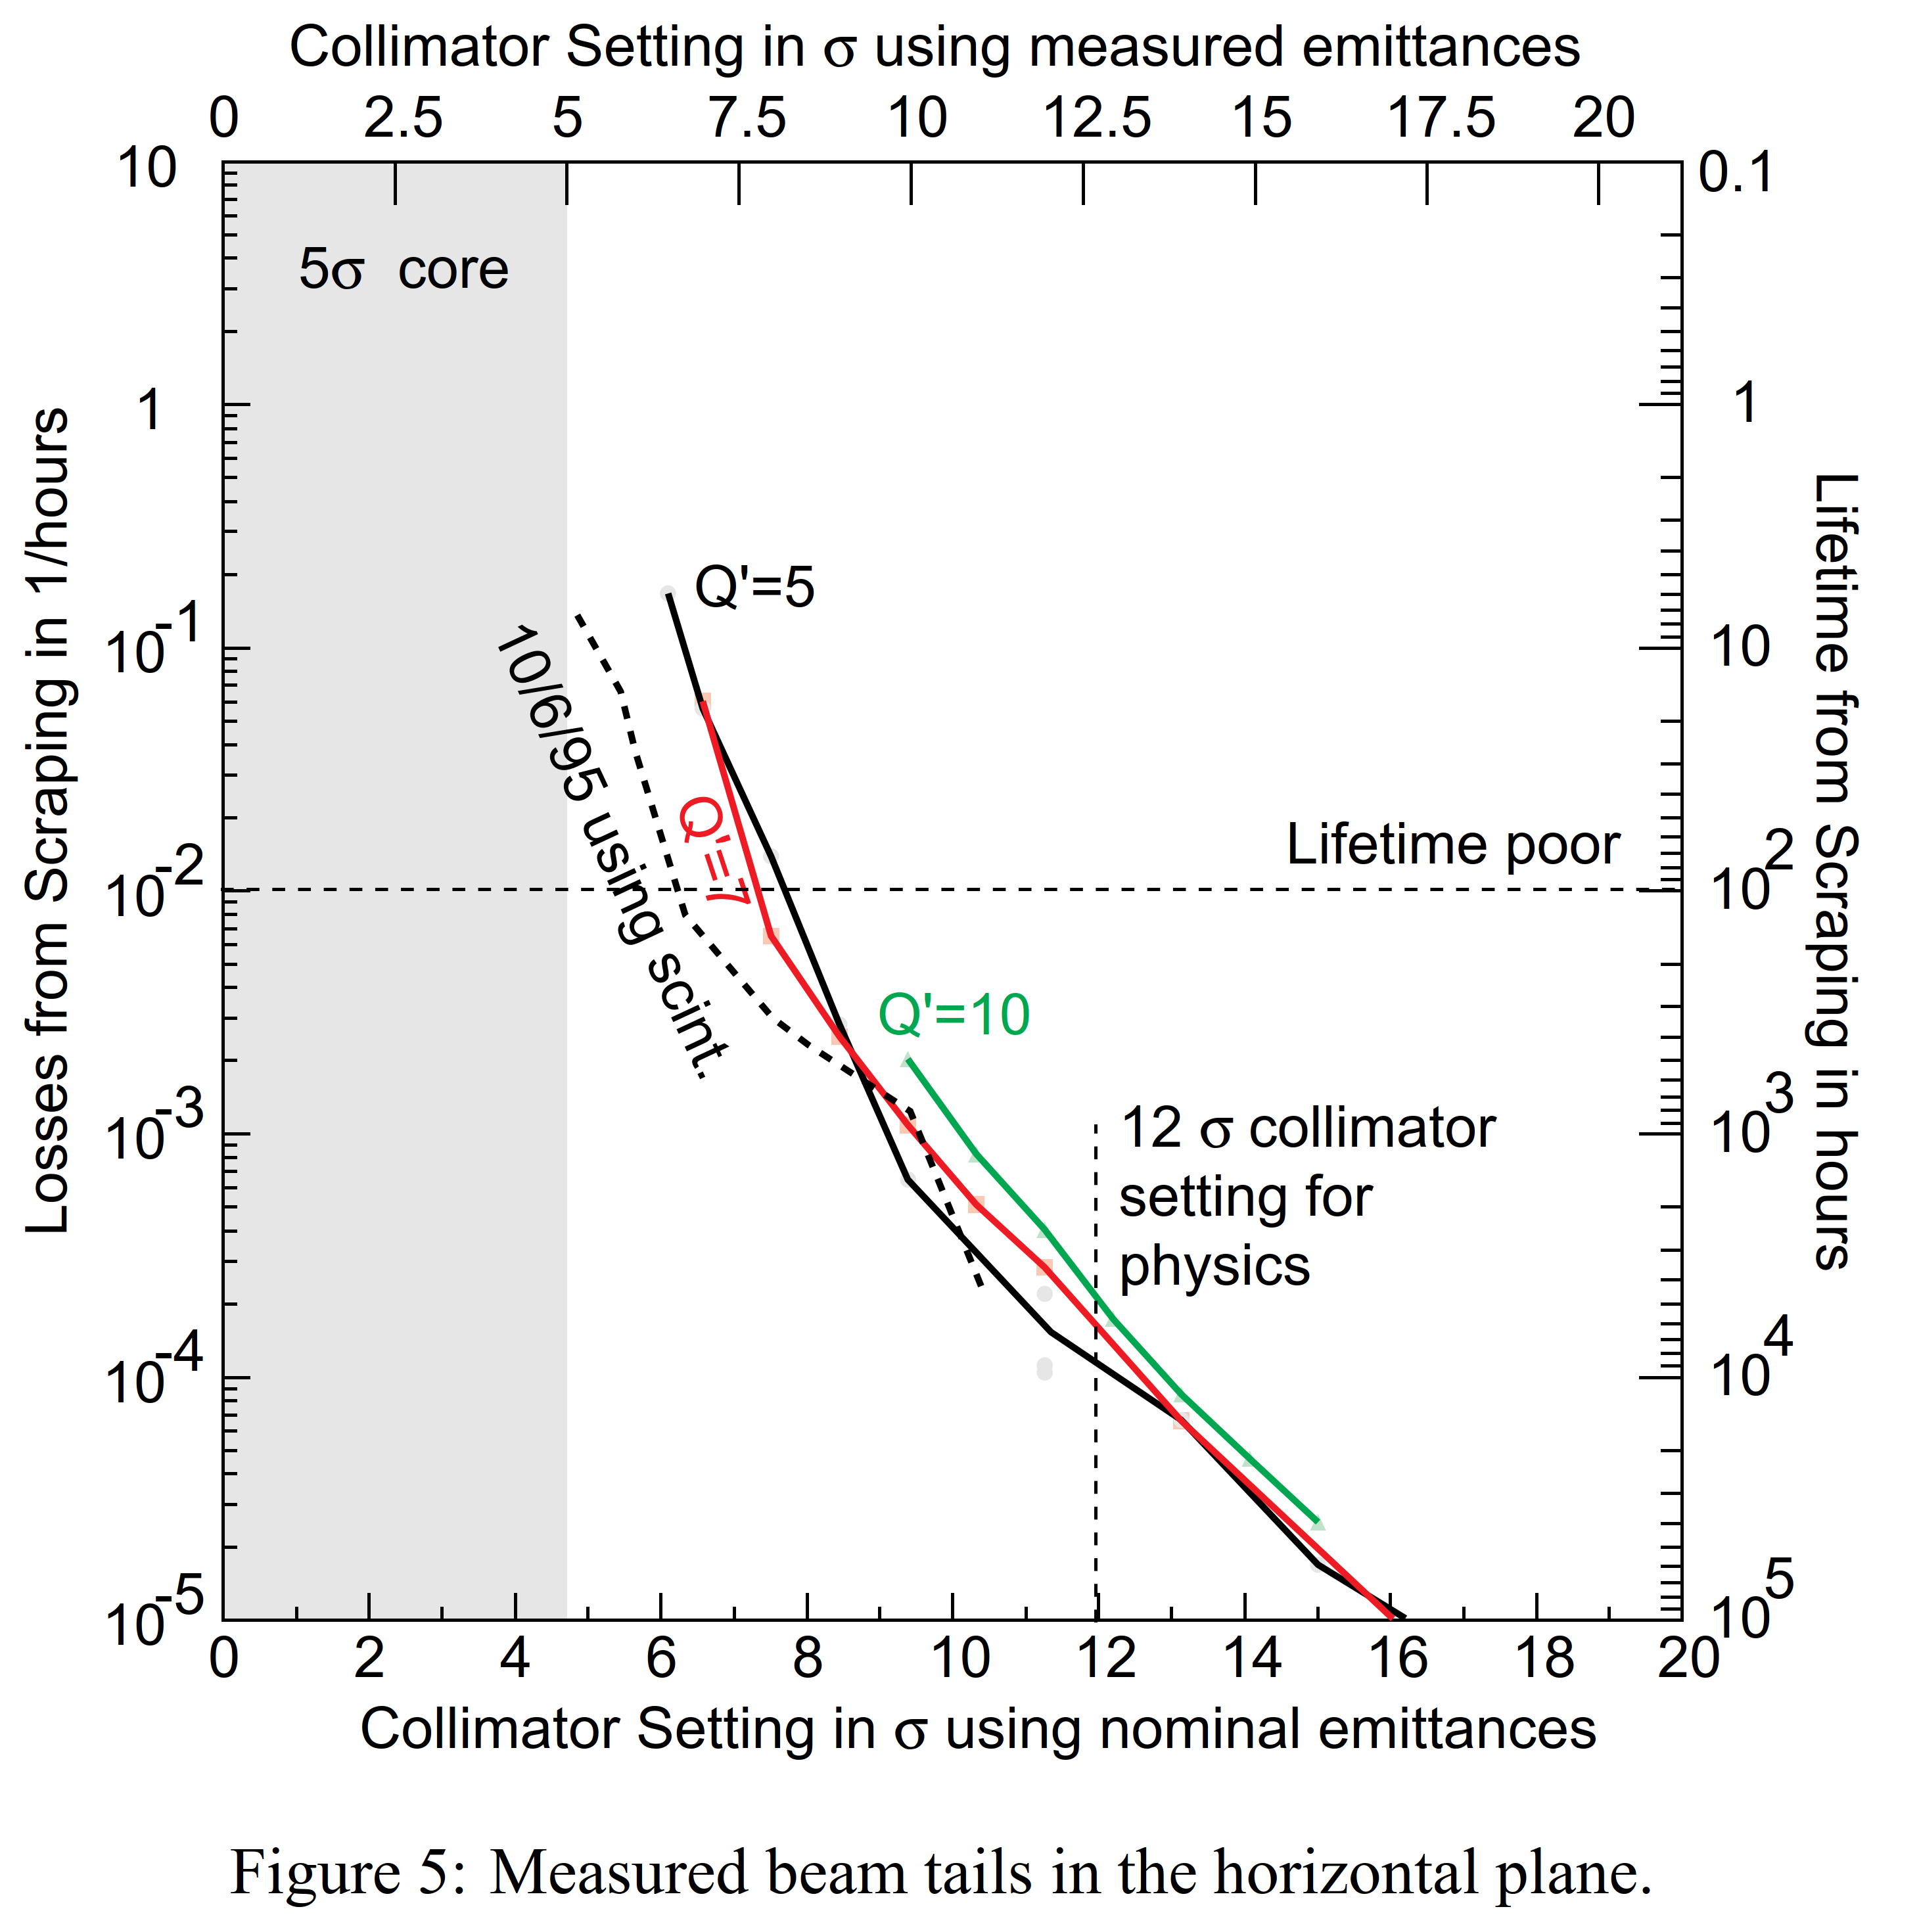 Collimator Setting in σ using measured emittances
0 2.5 5 7.5 10 12.5 15 17.5 20
10 0.1
5σ core
1 1
Losses from Scraping in 1/hours
Lifetime from Scraping in hours
Q'=5
10-1 10
10/6/95 using scint.
Q'=7
Lifetime poor
10-2 102
Q'=10
10-3 103
12 σ collimator
setting for
physics
10-4 104
10-5 105
0 2 4 6 8 10 12 14 16 18 20
Collimator Setting in σ using nominal emittances
Figure 5: Measured beam tails in the horizontal plane.